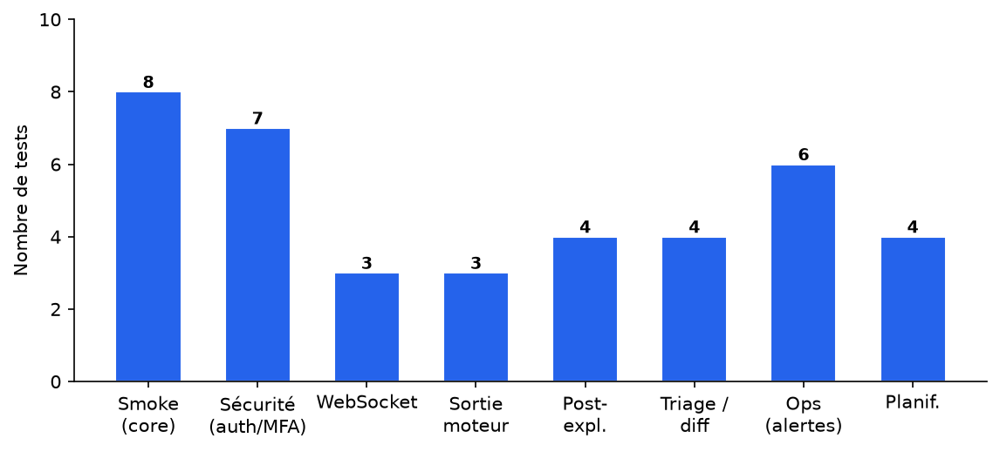 Nombre de tests
10
8
6
4
2
0
8
7
3
3
4
4
6
4
Smoke
(core)
Sécurité
(auth/MFA)
WebSocket
Sortie
moteur
Post-
expl.
Triage /
diff
Ops
(alertes)
Planif.